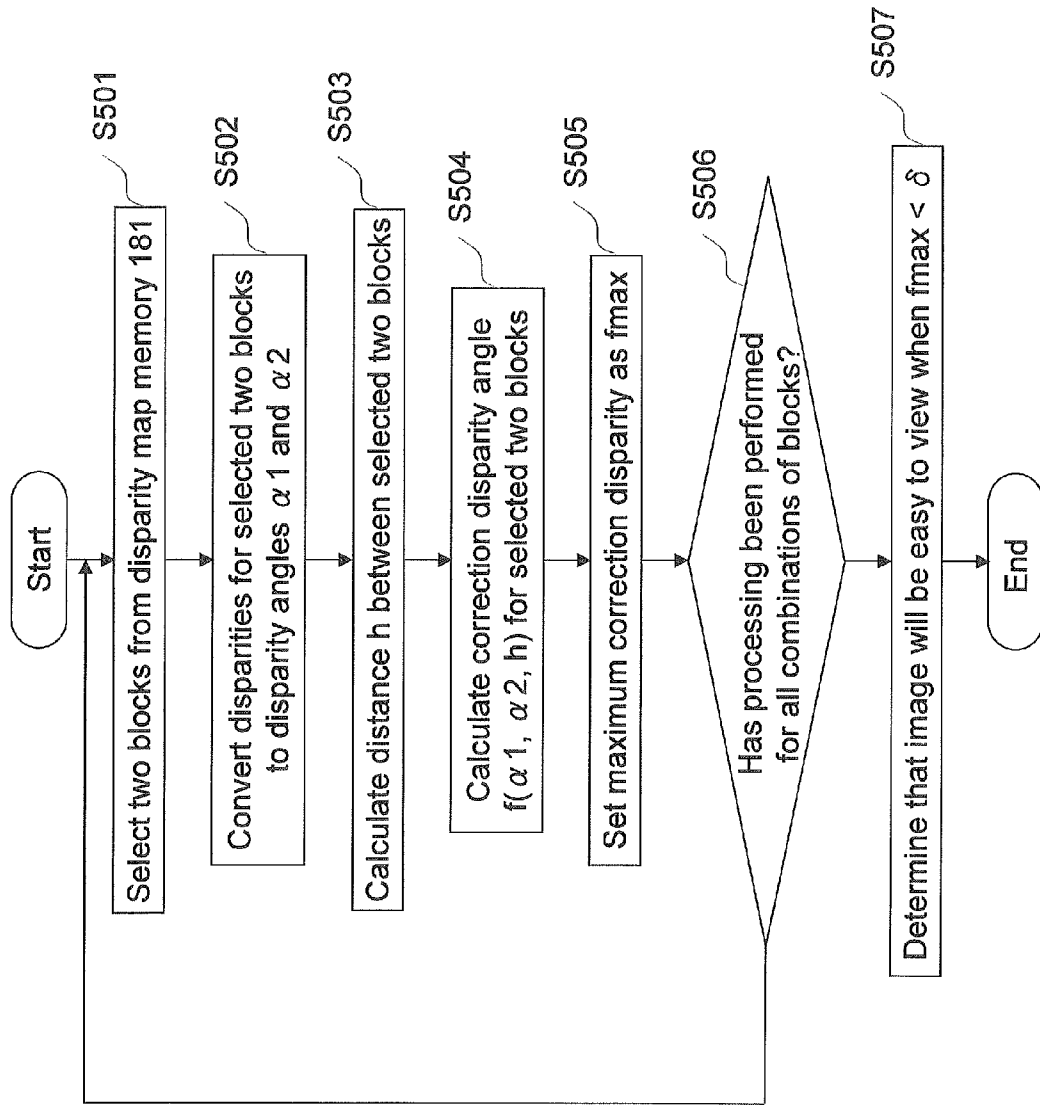 Start
S501
Select two blocks from disparity map memory 181
S502
Convert disparities for selected two blocks
to disparity angles α1 and α2
S503
Calculate distance h between selected two blocks
S504
Calculate correction disparity angle
f(α1, α2, h) for selected two blocks
S505
Set maximum correction disparity as fmax
S506
Has processing been performed
for all combinations of blocks?
S507
Determine that image will be easy to view when fmax < δ
End